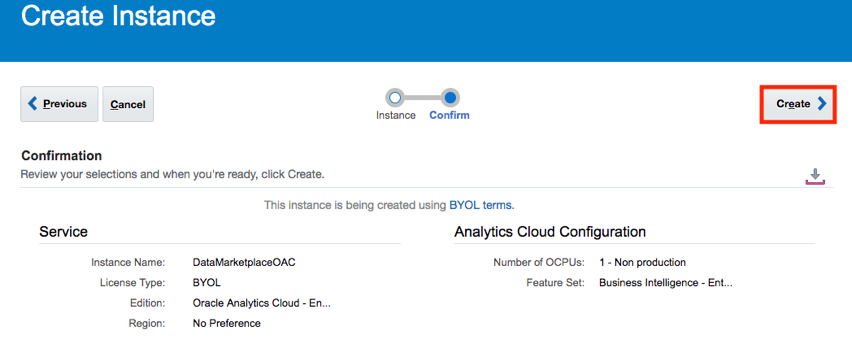 Create Instance
Previous Cancel Create
Instance Confirm
Confirmation
Review your selections and when you're ready, click Create.
This instance is being created using BYOL terms.
Service
Instance Name: DataMarketplaceOAC
License Type: BYOL
Edition: Oracle Analytics Cloud - En...
Region: No Preference
Analytics Cloud Configuration
Number of OCPUs: 1 - Non production
Feature Set: Business Intelligence - Ent...